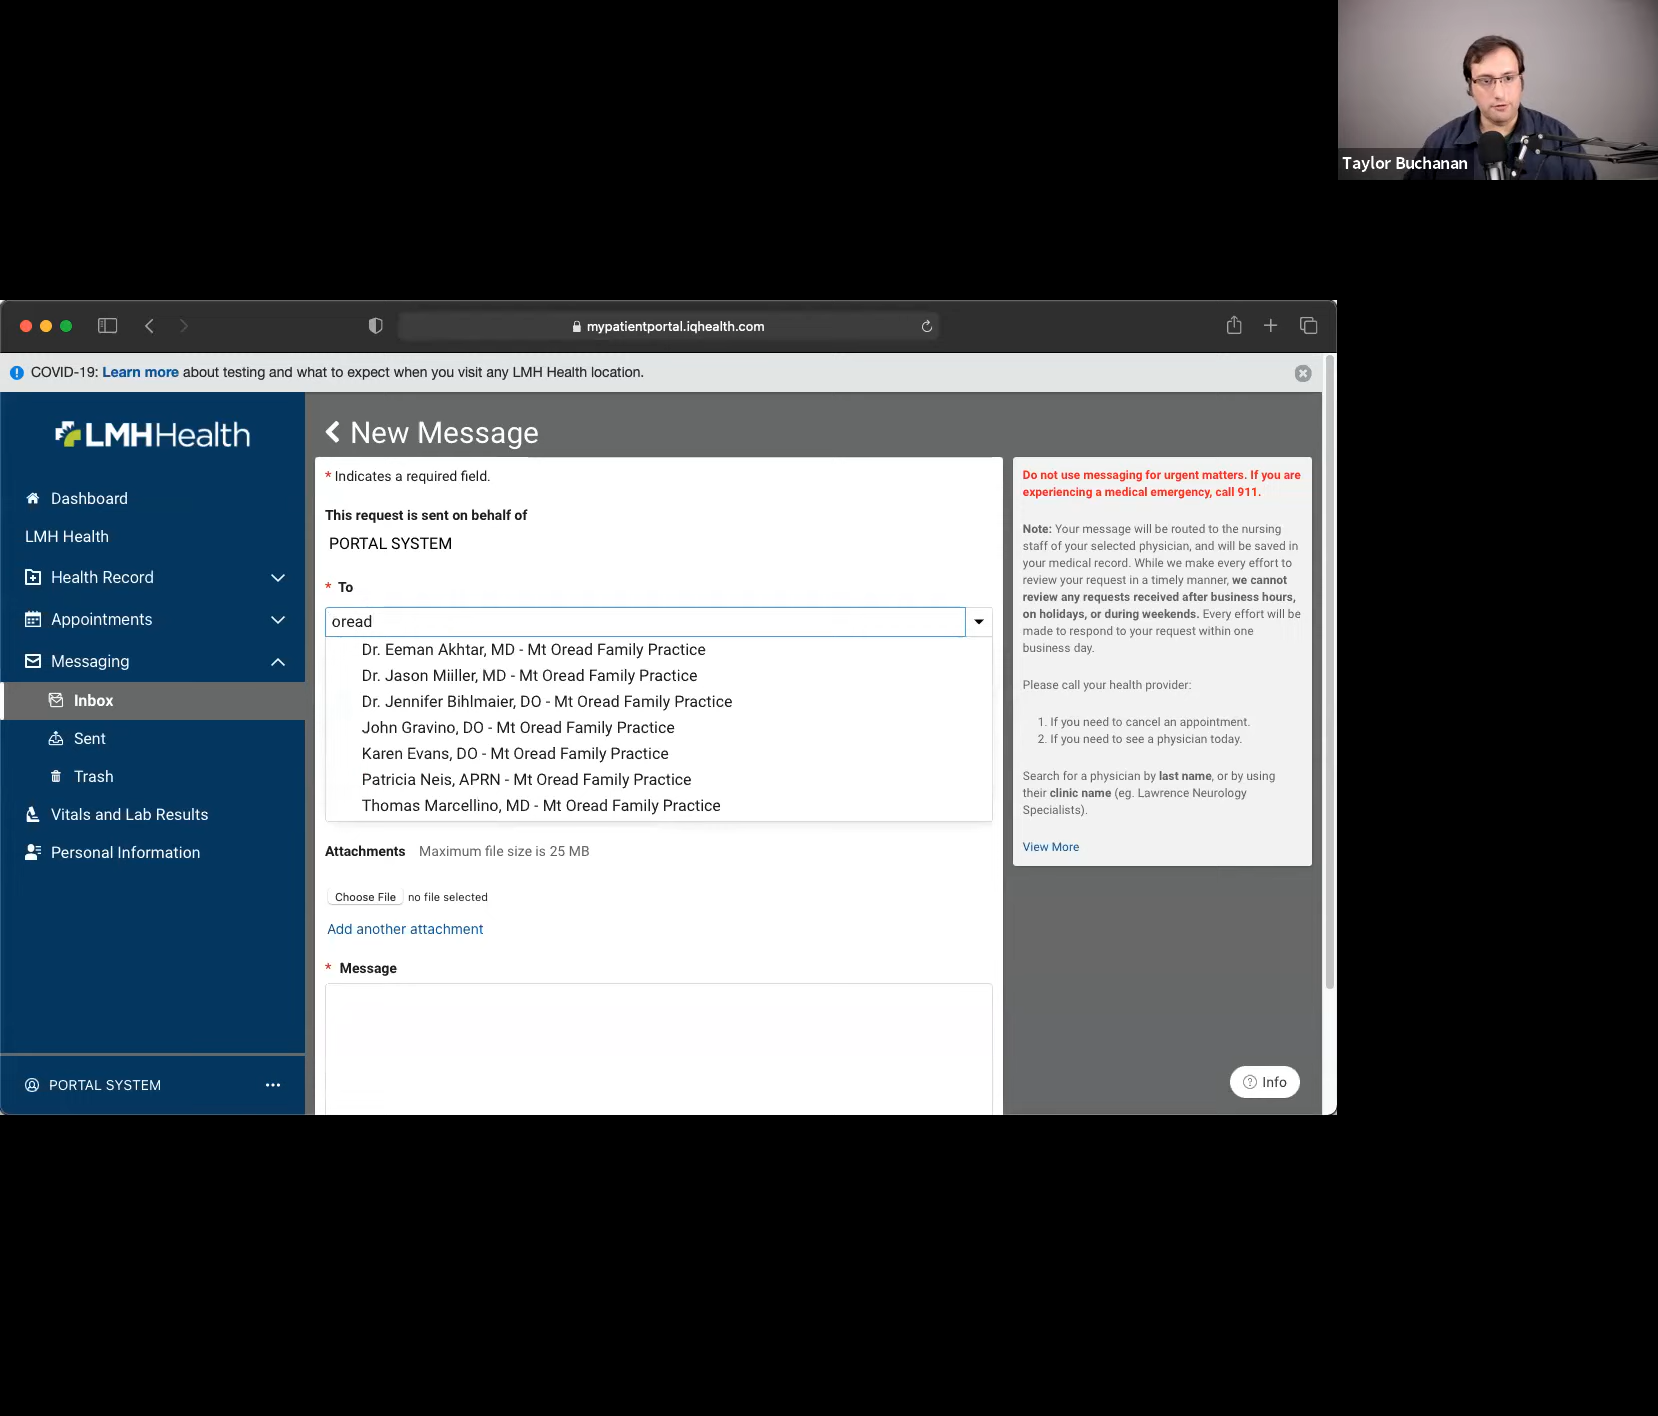 Taylor Buchanan
mypatientportal.iqhealth.com
COVID-19: Learn more about testing and what to expect when you visit any LMH Health location.
LMH Health
Dashboard
LMH Health
Health Record
Appointments
Messaging
Inbox
Sent
Trash
Vitals and Lab Results
Personal Information
PORTAL SYSTEM
New Message
* Indicates a required field.
This request is sent on behalf of
PORTAL SYSTEM
* To
oread
Dr. Eeman Akhtar, MD - Mt Oread Family Practice
Dr. Jason Miiller, MD - Mt Oread Family Practice
Dr. Jennifer Bihlmaier, DO - Mt Oread Family Practice
John Gravino, DO - Mt Oread Family Practice
Karen Evans, DO - Mt Oread Family Practice
Patricia Neis, APRN - Mt Oread Family Practice
Thomas Marcellino, MD - Mt Oread Family Practice
Attachments Maximum file size is 25 MB
Choose File no file selected
Add another attachment
* Message
Do not use messaging for urgent matters. If you are
experiencing a medical emergency, call 911.
Note: Your message will be routed to the nursing
staff of your selected physician, and will be saved in
your medical record. While we make every effort to
review your request in a timely manner, we cannot
review any requests received after business hours,
on holidays, or during weekends. Every effort will be
made to respond to your request within one
business day.
Please call your health provider:
1. If you need to cancel an appointment.
2. If you need to see a physician today.
Search for a physician by last name, or by using
their clinic name (eg. Lawrence Neurology
Specialists).
View More
Info